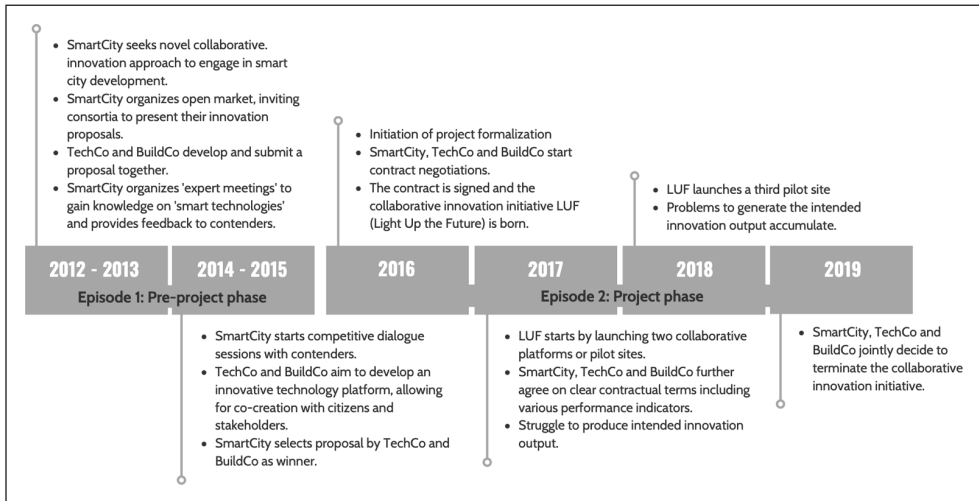 • SmartCity seeks novel collaborative.
innovation approach to engage in smart
city development.
• SmartCity organizes open market, inviting
consortia to present their innovation
proposals.
• TechCo and BuildCo develop and submit a
proposal together.
• SmartCity organizes 'expert meetings' to
gain knowledge on 'smart technologies'
and provides feedback to contenders.
• Initiation of project formalization
• SmartCity, TechCo and BuildCo start
contract negotiations.
• The contract is signed and the
collaborative innovation initiative LUF
(Light Up the Future) is born.
• LUF launches a third pilot site
• Problems to generate the intended
innovation output accumulate.
2012 - 2013
2014 - 2015
2016
2017
2018
2019
Episode 1: Pre-project phase
Episode 2: Project phase
• SmartCity starts competitive dialogue
sessions with contenders.
• TechCo and BuildCo aim to develop an
innovative technology platform, allowing
for co-creation with citizens and
stakeholders.
• SmartCity selects proposal by TechCo and
BuildCo as winner.
• LUF starts by launching two collaborative
platforms or pilot sites.
• SmartCity, TechCo and BuildCo further
agree on clear contractual terms including
various performance indicators.
• Struggle to produce intended innovation
output.
• SmartCity, TechCo and
BuildCo jointly decide to
terminate the collaborative
innovation initiative.